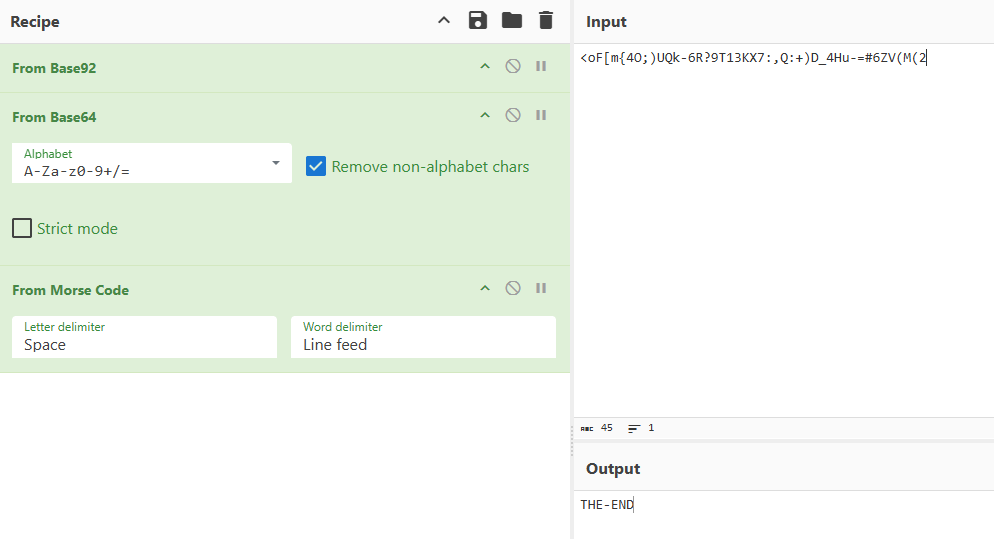 Recipe
From Base92
From Base64
Alphabet
A-Za-z0-9+/=
Remove non-alphabet chars
Strict mode
From Morse Code
Letter delimiter
Space
Word delimiter
Line feed
Input
<oF[m{4O;)UQk-6R?9T13KX7:,Q:+)D_4Hu-=#6ZV(M(2
ABC 45 1
Output
THE-END